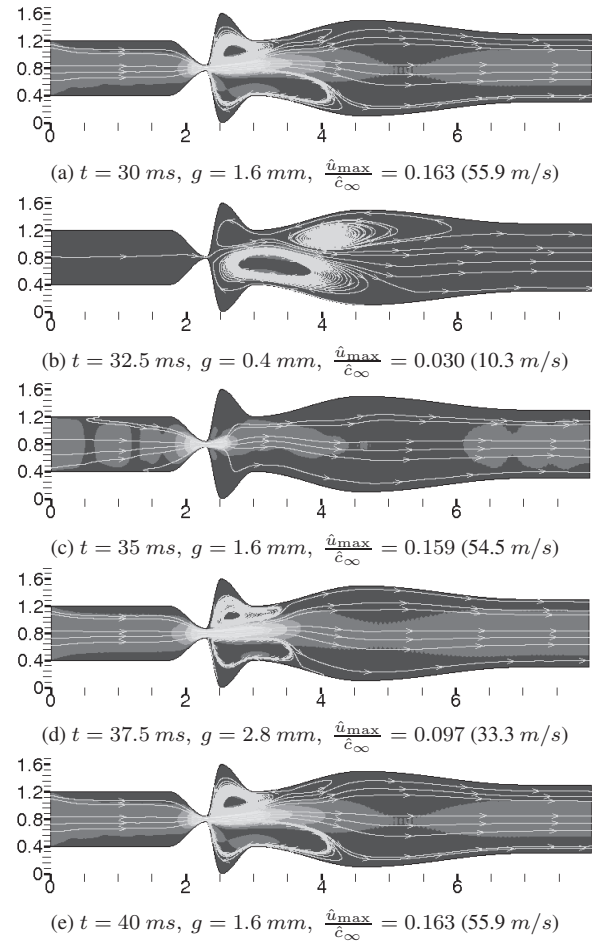 1.6
1.2
0.8
0.4
0
0 2 4 6
(a) t = 30 ms, g = 1.6 mm, û_max/ĉ_∞ = 0.163 (55.9 m/s)
1.6
1.2
0.8
0.4
0
0 2 4 6
(b) t = 32.5 ms, g = 0.4 mm, û_max/ĉ_∞ = 0.030 (10.3 m/s)
1.6
1.2
0.8
0.4
0
0 2 4 6
(c) t = 35 ms, g = 1.6 mm, û_max/ĉ_∞ = 0.159 (54.5 m/s)
1.6
1.2
0.8
0.4
0
0 2 4 6
(d) t = 37.5 ms, g = 2.8 mm, û_max/ĉ_∞ = 0.097 (33.3 m/s)
1.6
1.2
0.8
0.4
0
0 2 4 6
(e) t = 40 ms, g = 1.6 mm, û_max/ĉ_∞ = 0.163 (55.9 m/s)